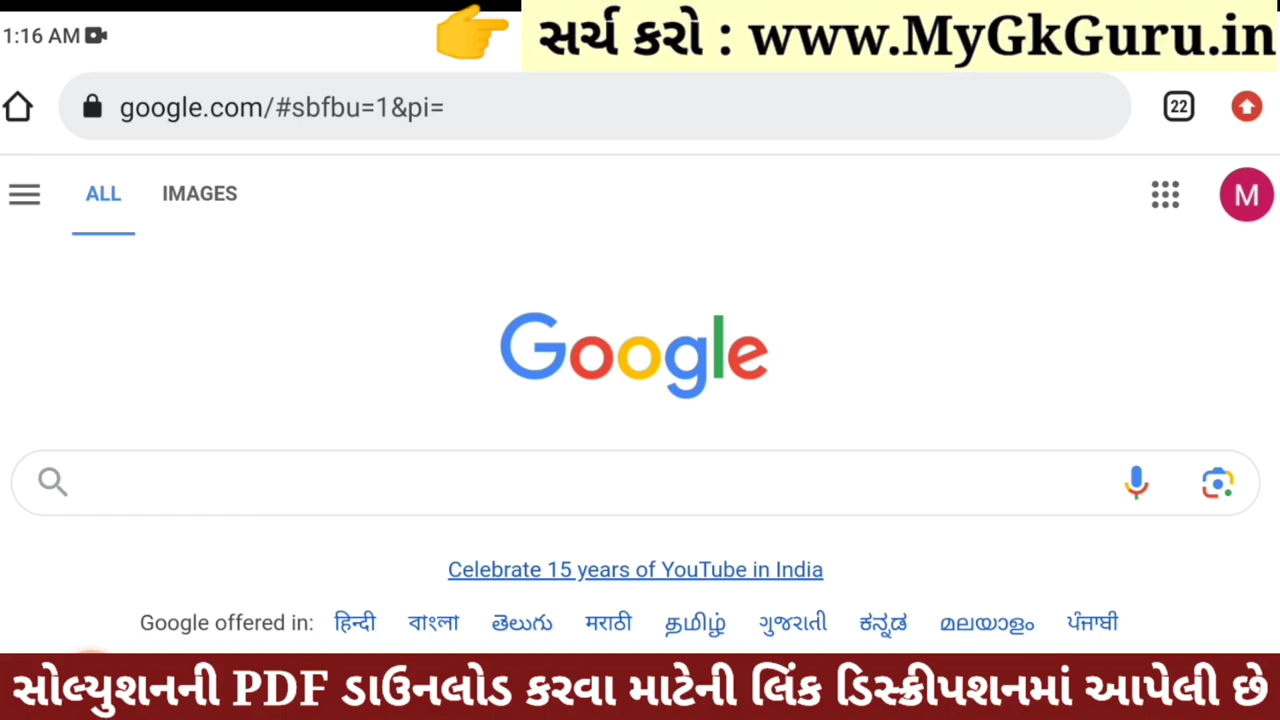 1:16 AM
સર્ચ કરો : www.MyGkGuru.in
google.com/#sbfbu=1&pi=
22
ALL IMAGES
M
Google
Celebrate 15 years of YouTube in India
Google offered in: हिन्दी বাংলা తెలుగు मराठी தமிழ் ગુજરાતી ಕನ್ನಡ മലയാളം ਪੰਜਾਬੀ
સોલ્યુશનની PDF ડાઉનલોડ કરવા માટેની લિંક ડિસ્ક્રીપશનમાં આપેલી છે